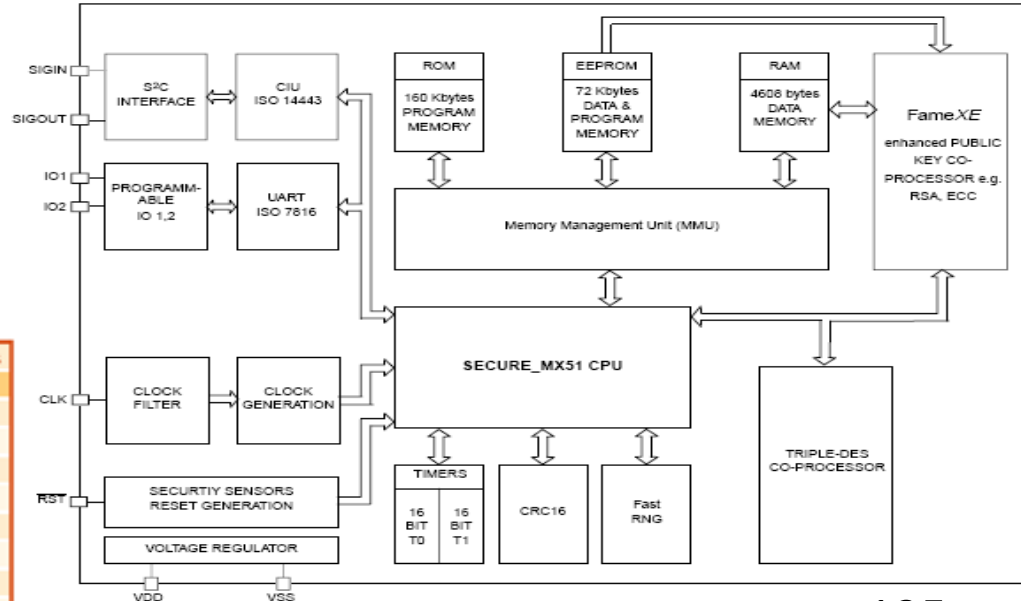 SIGIN
SIGOUT
S²C
INTERFACE
CIU
ISO 14443
IO1
IO2
PROGRAMM-
ABLE
IO 1,2
UART
ISO 7816
ROM
160 Kbytes
PROGRAM
MEMORY
EEPROM
72 Kbytes
DATA &
PROGRAM
MEMORY
RAM
4608 bytes
DATA
MEMORY
FameXE
enhanced PUBLIC
KEY CO-
PROCESSOR e.g.
RSA, ECC
Memory Management Unit (MMU)
SECURE_MX51 CPU
CLK
CLOCK
FILTER
CLOCK
GENERATION
RST
SECURTIY SENSORS
RESET GENERATION
VOLTAGE REGULATOR
VDD
VSS
TIMERS
16
BIT
T0
16
BIT
T1
CRC16
Fast
RNG
TRIPLE-DES
CO-PROCESSOR